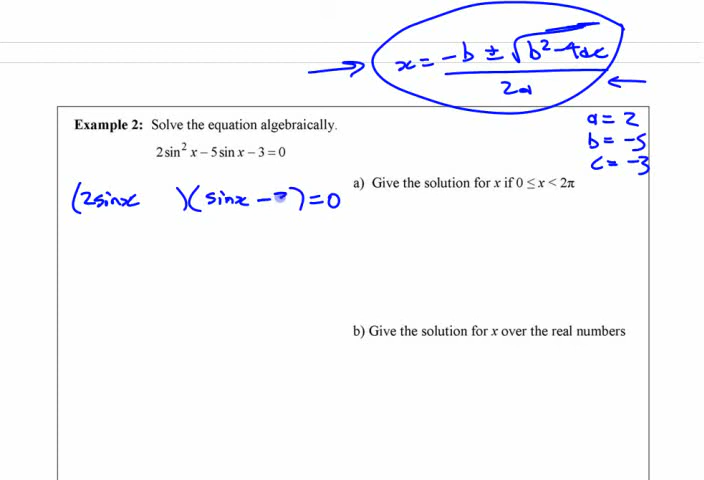 x = -b ± √b² - 4ac
2a
a = 2
b = -5
c = -3
Example 2: Solve the equation algebraically.
2 sin² x – 5 sin x – 3 = 0
a) Give the solution for x if 0 ≤ x < 2π
(2sinx )( sinx - ) = 0
b) Give the solution for x over the real numbers